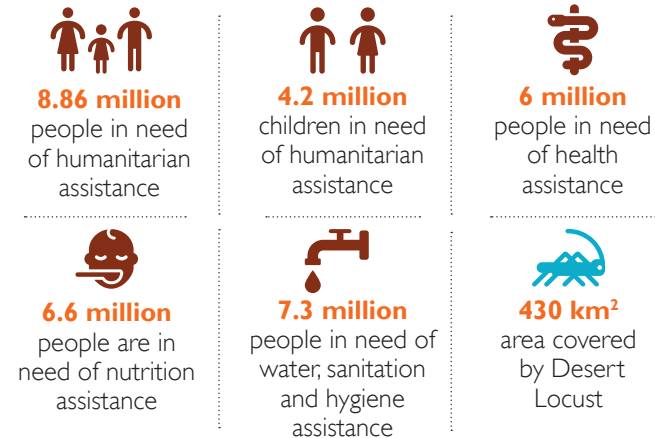 8.86 million
people in need
of humanitarian
assistance
4.2 million
children in need
of humanitarian
assistance
6 million
people in need
of health
assistance
6.6 million
people are in
need of nutrition
assistance
7.3 million
people in need of
water, sanitation
and hygiene
assistance
430 km²
area covered
by Desert
Locust